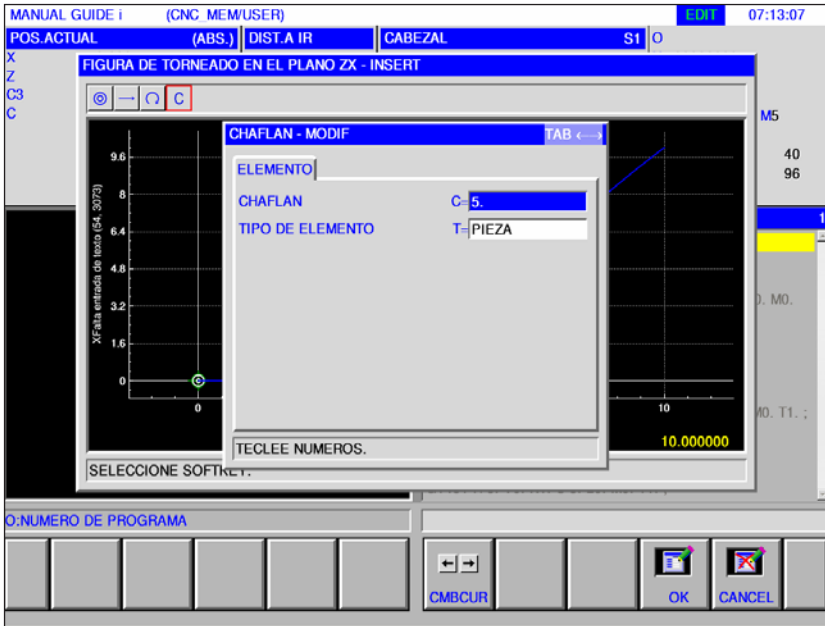 MANUAL GUIDE i (CNC_MEM/USER) EDIT 07:13:07
POS.ACTUAL (ABS.) DIST.A IR CABEZAL S1 O
X
Z
C3
C
FIGURA DE TORNEADO EN EL PLANO ZX - INSERT
C
M5
40
96
CHAFLAN - MODIF TAB
ELEMENTO
CHAFLAN C=5.
TIPO DE ELEMENTO T=PIEZA
TECLEE NUMEROS.
XFalta entrada de texto (54, 3073)
9.6
8
6.4
4.8
3.2
1.6
0
0 10
10.000000
1
0. M0.
M0. T1. ;
SELECCIONE SOFTKEY.
O:NUMERO DE PROGRAMA
CMBCUR OK CANCEL